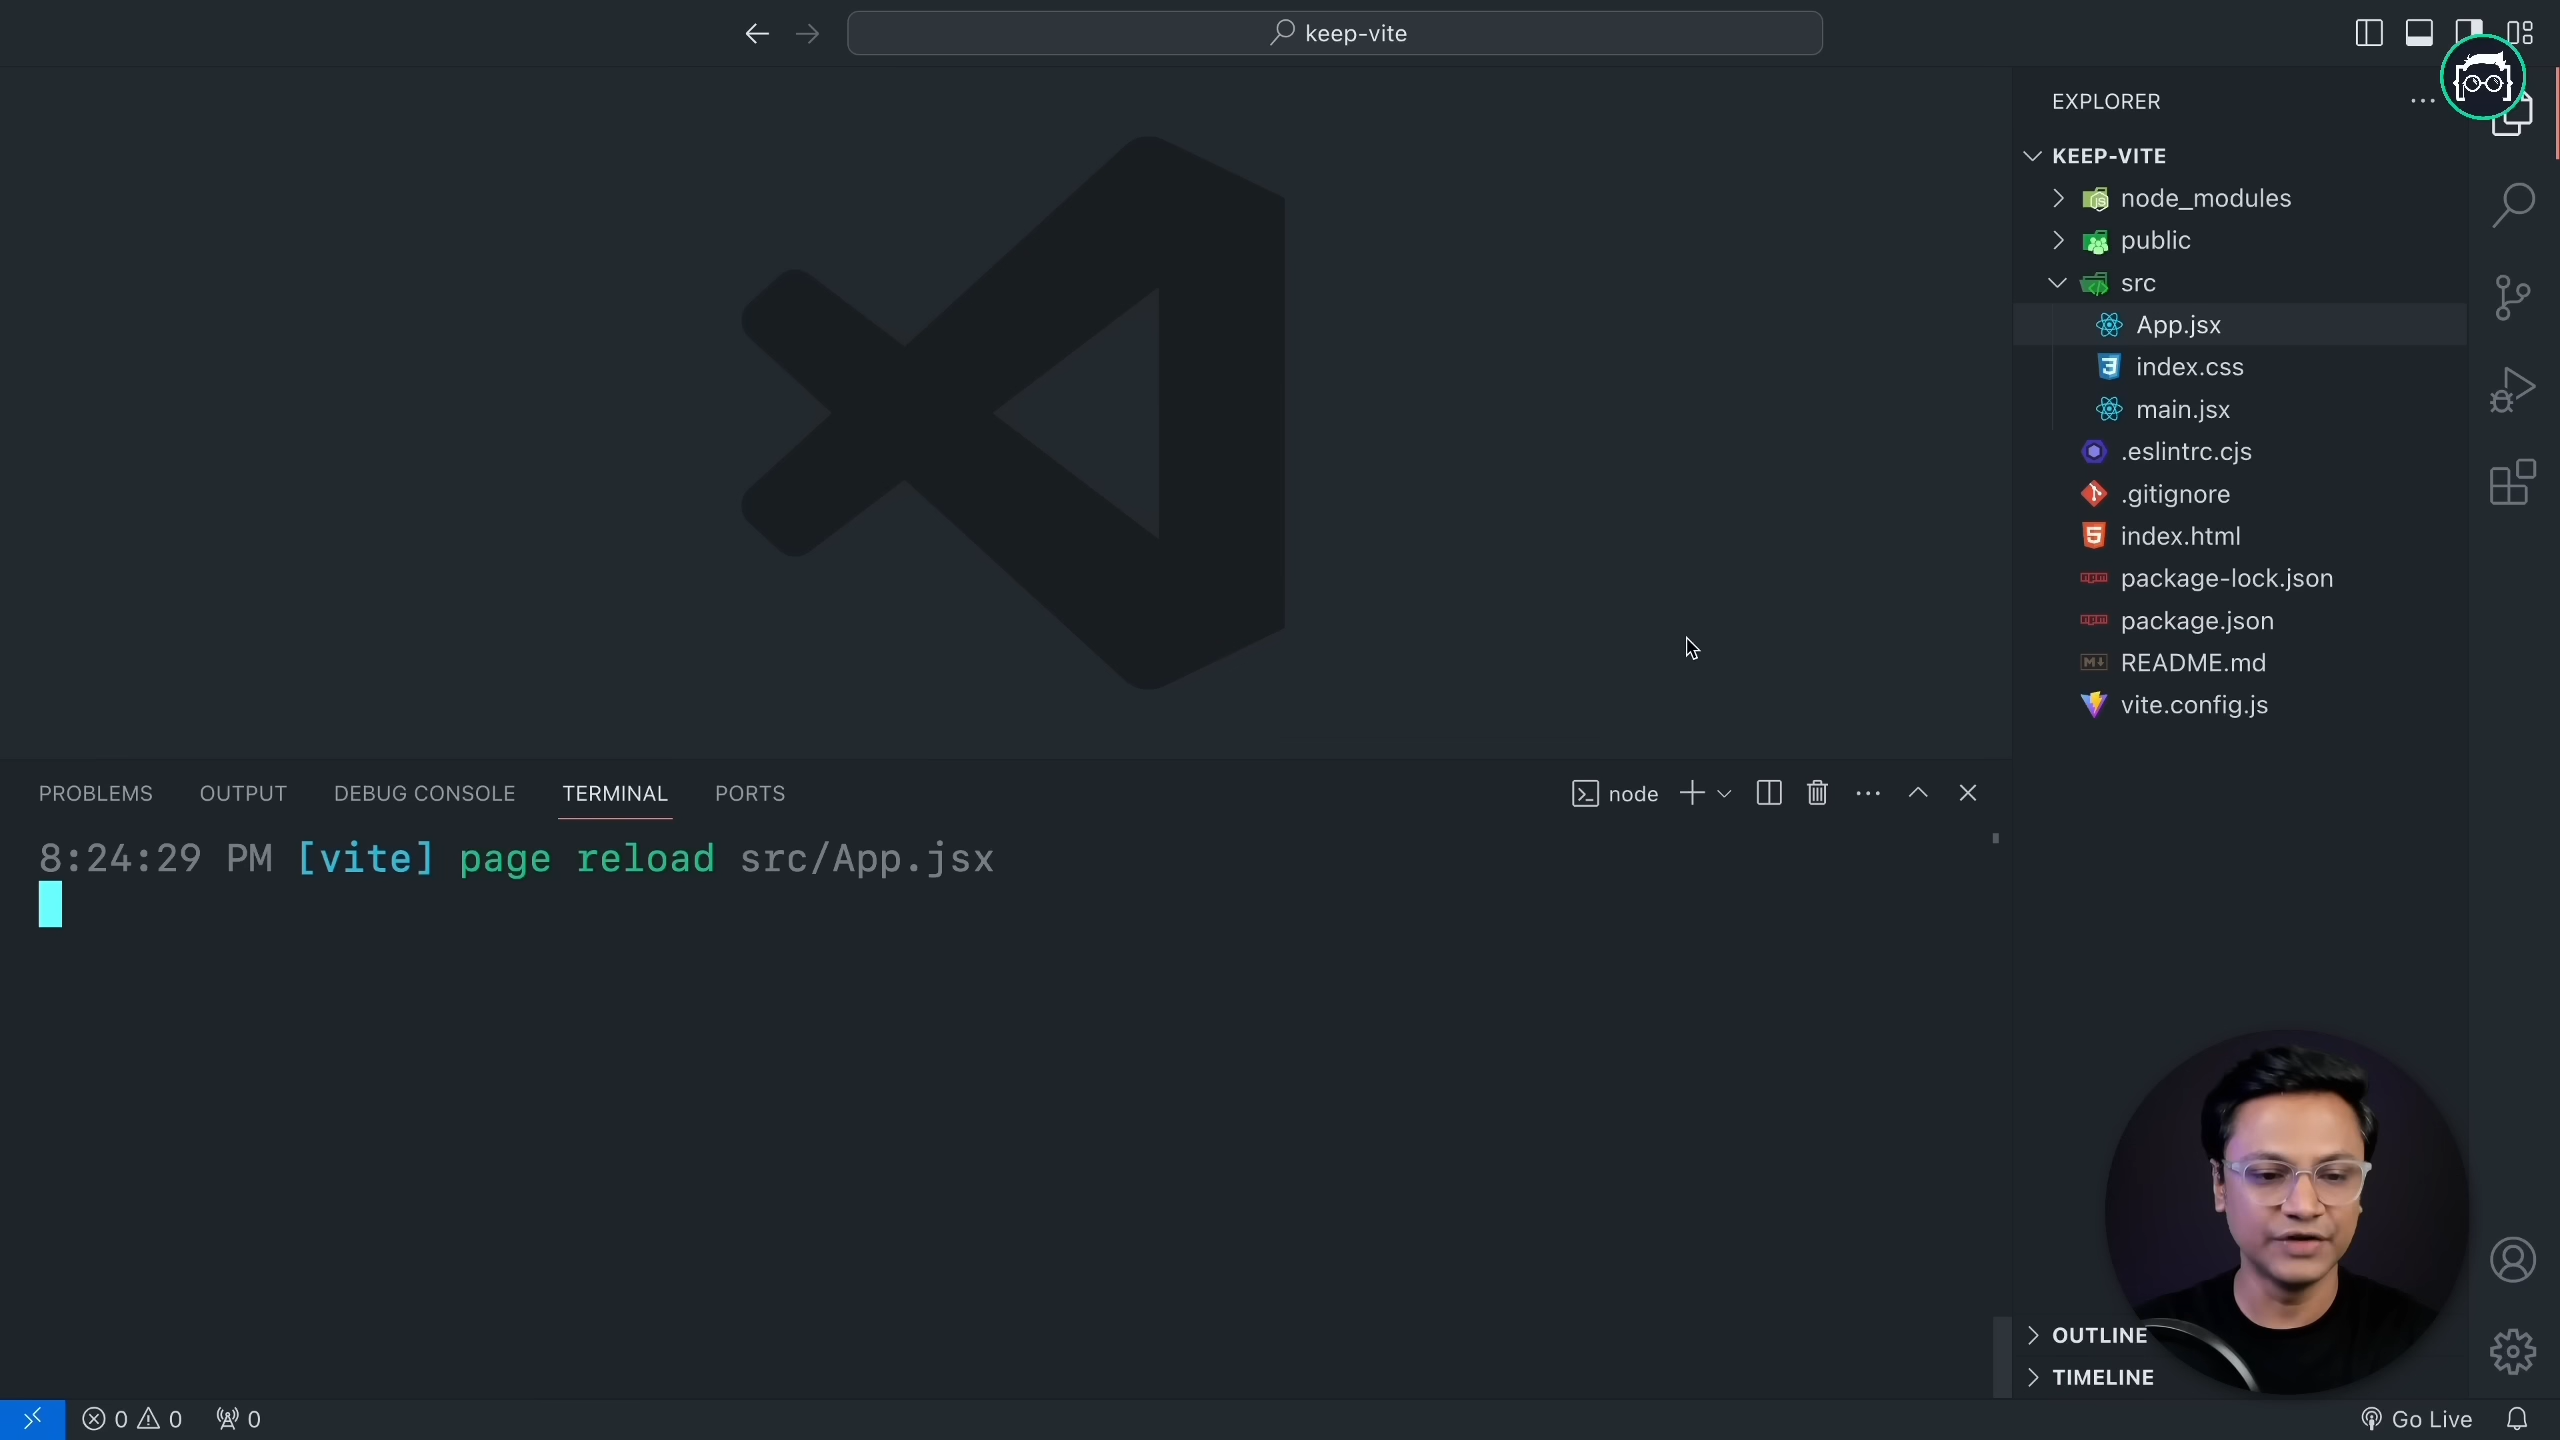 keep-vite
EXPLORER
KEEP-VITE
node_modules
public
src
App.jsx
index.css
main.jsx
.eslintrc.cjs
.gitignore
index.html
package-lock.json
package.json
README.md
vite.config.js
PROBLEMS OUTPUT DEBUG CONSOLE TERMINAL PORTS node
8:24:29 PM [vite] page reload src/App.jsx
OUTLINE
TIMELINE
0 0 0 Go Live